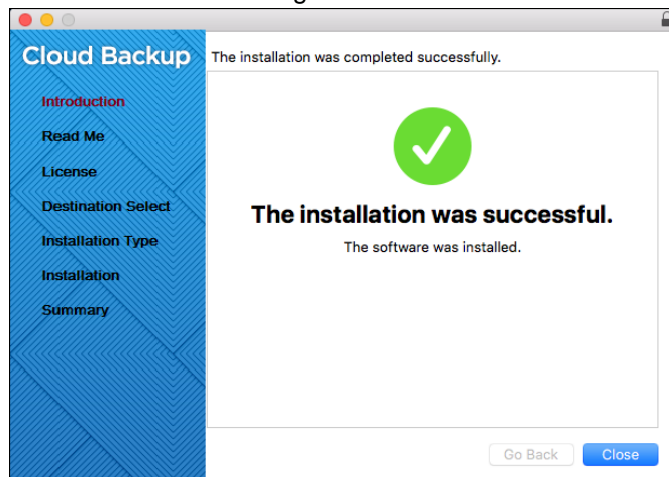 Cloud Backup
The installation was completed successfully.
Introduction
Read Me
License
Destination Select
Installation Type
Installation
Summary
The installation was successful.
The software was installed.
Go Back
Close